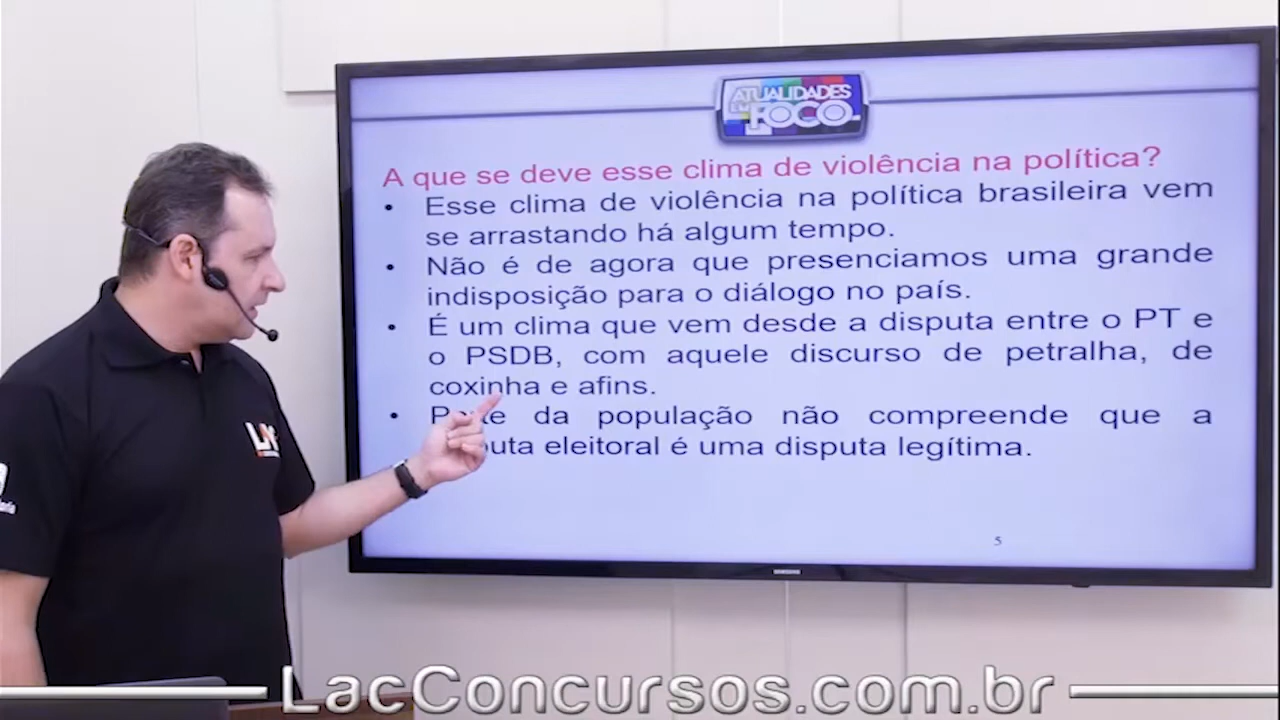 ATUALIDADES
EM
FOCO
A que se deve esse clima de violência na política?
• Esse clima de violência na política brasileira vem
se arrastando há algum tempo.
• Não é de agora que presenciamos uma grande
indisposição para o diálogo no país.
• É um clima que vem desde a disputa entre o PT e
o PSDB, com aquele discurso de petralha, de
coxinha e afins.
• da população não compreende que a
eleitoral é uma disputa legítima.
5
SAMSUNG
LacConcursos.com.br